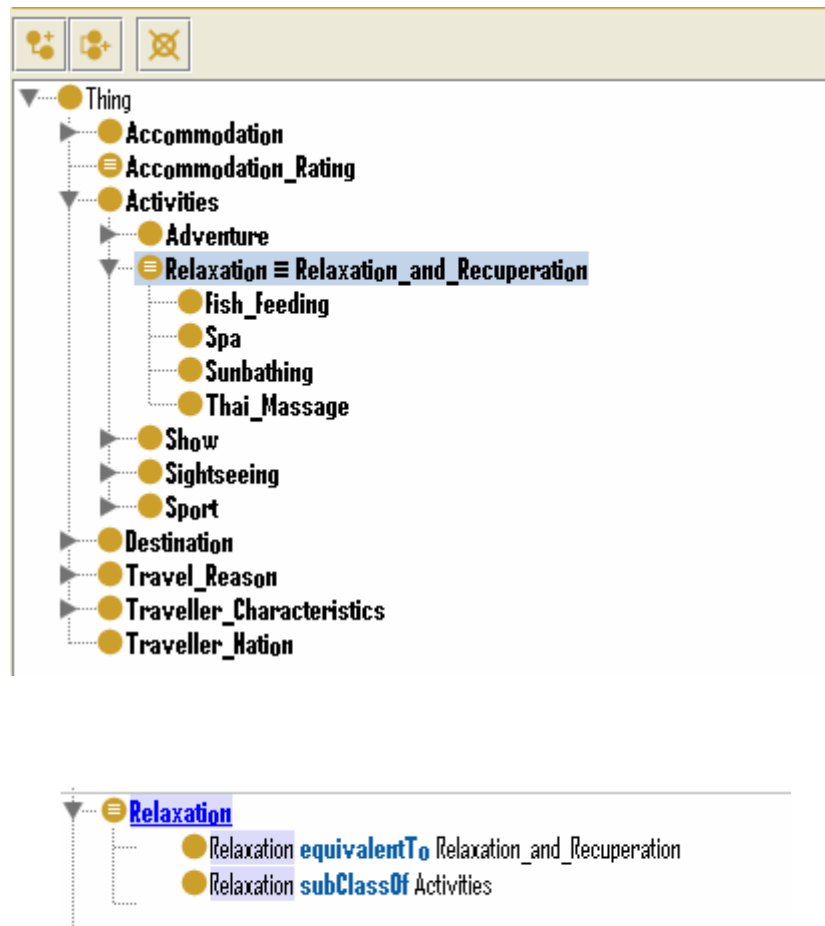 Thing
Accommodation
Accommodation_Rating
Activities
Adventure
Relaxation ≡ Relaxation_and_Recuperation
Fish_Feeding
Spa
Sunbathing
Thai_Massage
Show
Sightseeing
Sport
Destination
Travel_Reason
Traveller_Characteristics
Traveller_Nation
Relaxation
Relaxation equivalentTo Relaxation_and_Recuperation
Relaxation subClassOf Activities